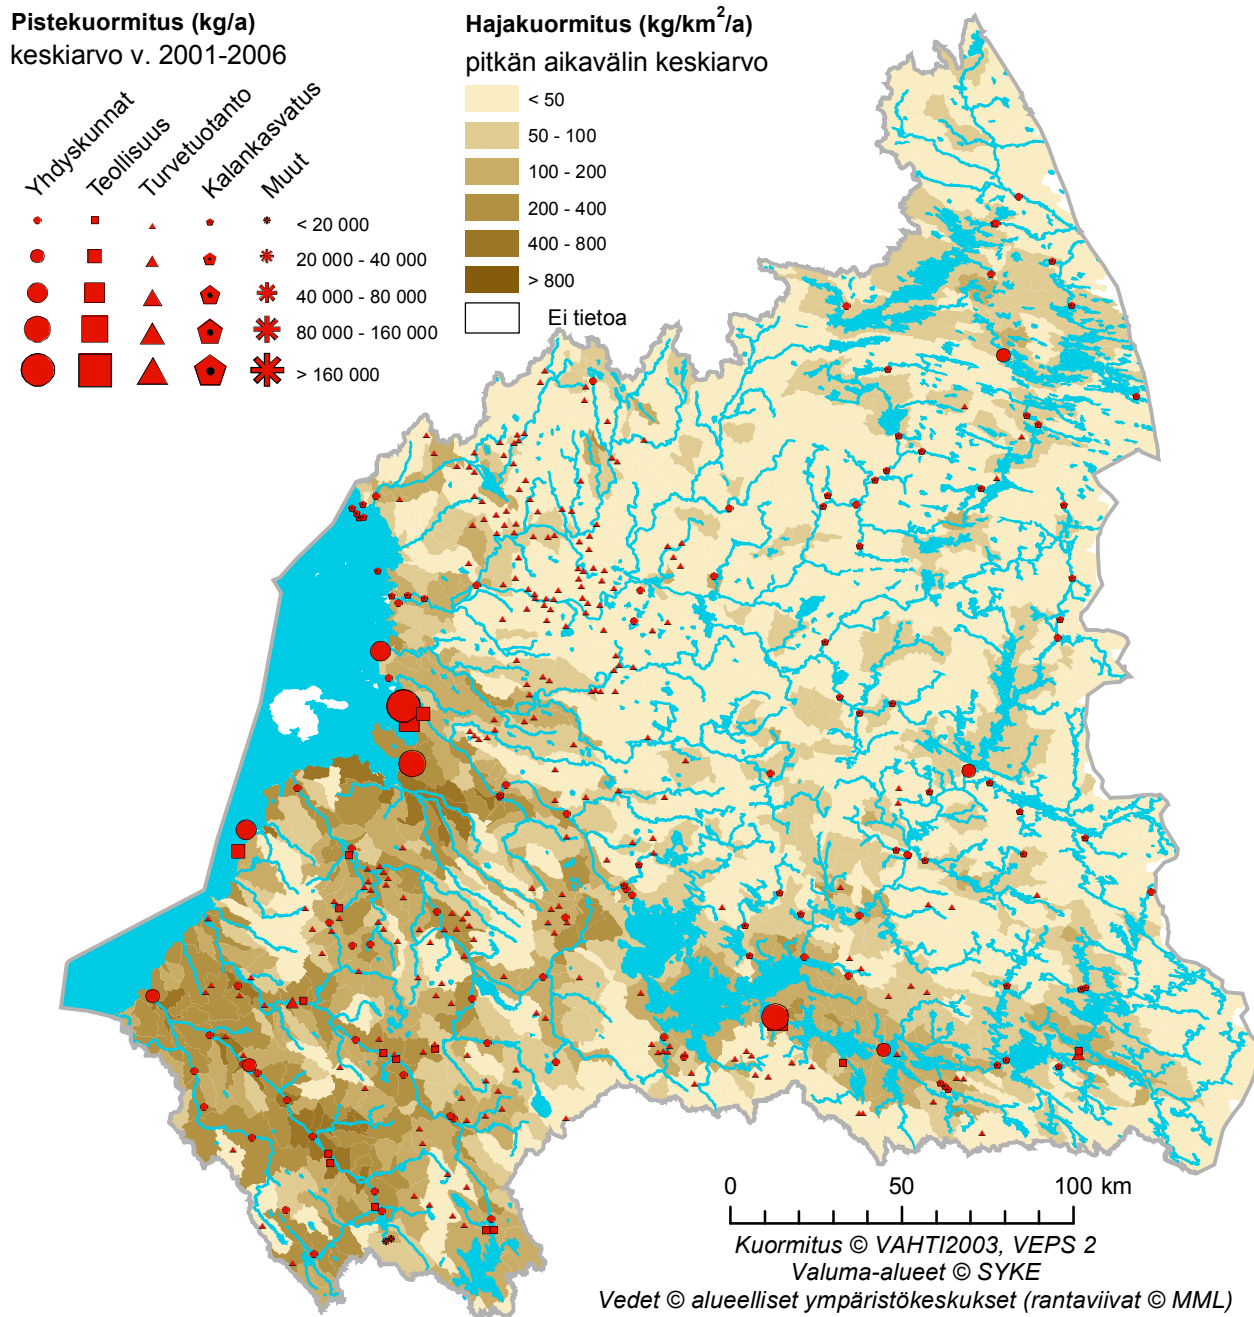 Pistekuormitus (kg/a)
keskiarvo v. 2001-2006
Yhdyskunnat
Teollisuus
Turvetuotanto
Kalankasvatus
Muut
< 20 000
20 000 - 40 000
40 000 - 80 000
80 000 - 160 000
> 160 000
Hajakuormitus (kg/km²/a)
pitkän aikavälin keskiarvo
< 50
50 - 100
100 - 200
200 - 400
400 - 800
> 800
Ei tietoa
0 50 100 km
Kuormitus © VAHTI2003, VEPS 2
Valuma-alueet © SYKE
Vedet © alueelliset ympäristökeskukset (rantaviivat © MML)